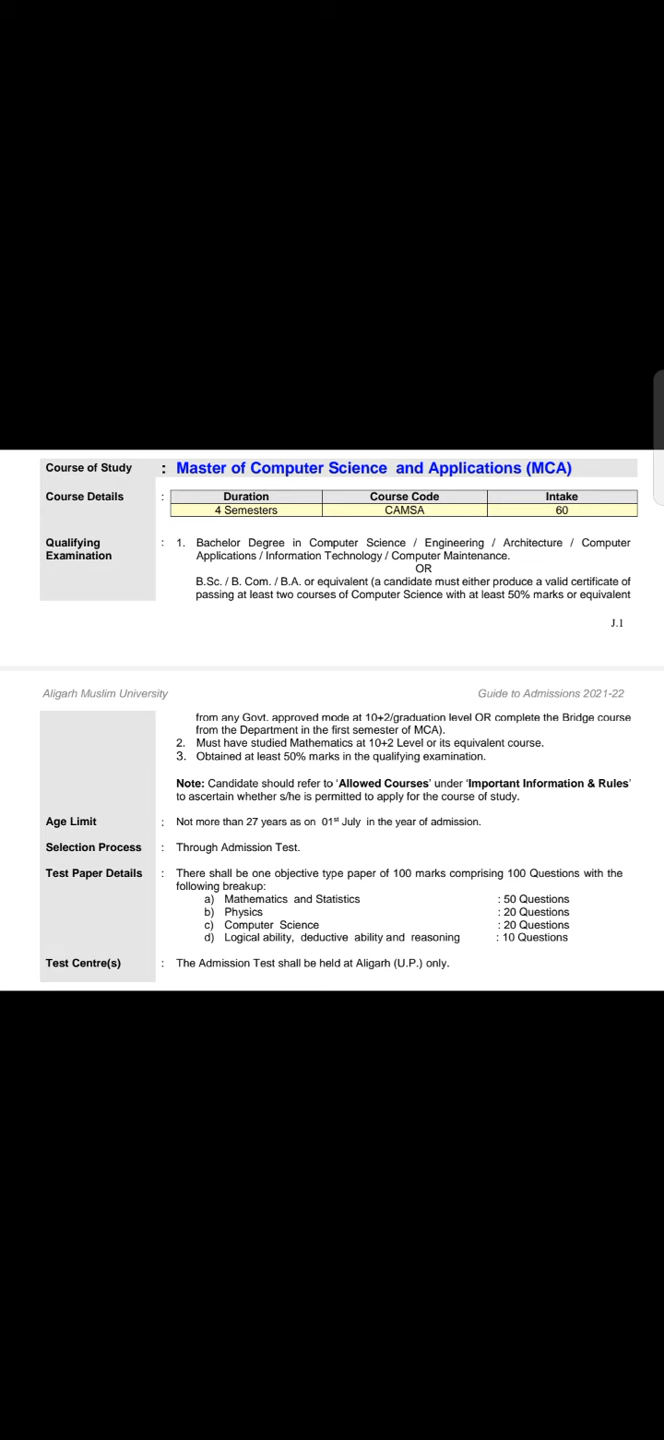 Course of Study : Master of Computer Science and Applications (MCA)
Course Details : Duration Course Code Intake
4 Semesters CAMSA 60
Qualifying Examination : 1. Bachelor Degree in Computer Science / Engineering / Architecture / Computer
Applications / Information Technology / Computer Maintenance.
OR
B.Sc. / B. Com. / B.A. or equivalent (a candidate must either produce a valid certificate of
passing at least two courses of Computer Science with at least 50% marks or equivalent
J.1
Aligarh Muslim University Guide to Admissions 2021-22
from any Govt. approved mode at 10+2/graduation level OR complete the Bridge course
from the Department in the first semester of MCA).
2. Must have studied Mathematics at 10+2 Level or its equivalent course.
3. Obtained at least 50% marks in the qualifying examination.
Note: Candidate should refer to 'Allowed Courses' under 'Important Information & Rules'
to ascertain whether s/he is permitted to apply for the course of study.
Age Limit : Not more than 27 years as on 01st July in the year of admission.
Selection Process : Through Admission Test.
Test Paper Details : There shall be one objective type paper of 100 marks comprising 100 Questions with the
following breakup:
a) Mathematics and Statistics : 50 Questions
b) Physics : 20 Questions
c) Computer Science : 20 Questions
d) Logical ability, deductive ability and reasoning : 10 Questions
Test Centre(s) : The Admission Test shall be held at Aligarh (U.P.) only.